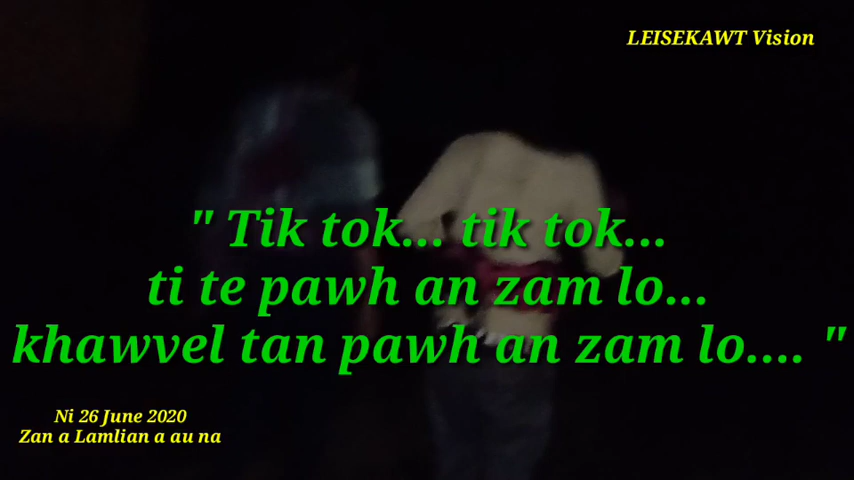 LEISEKAWT Vision
" Tik tok... tik tok...
ti te pawh an zam lo...
khawvel tan pawh an zam lo.... "
Ni 26 June 2020
Zan a Lamlian a au na